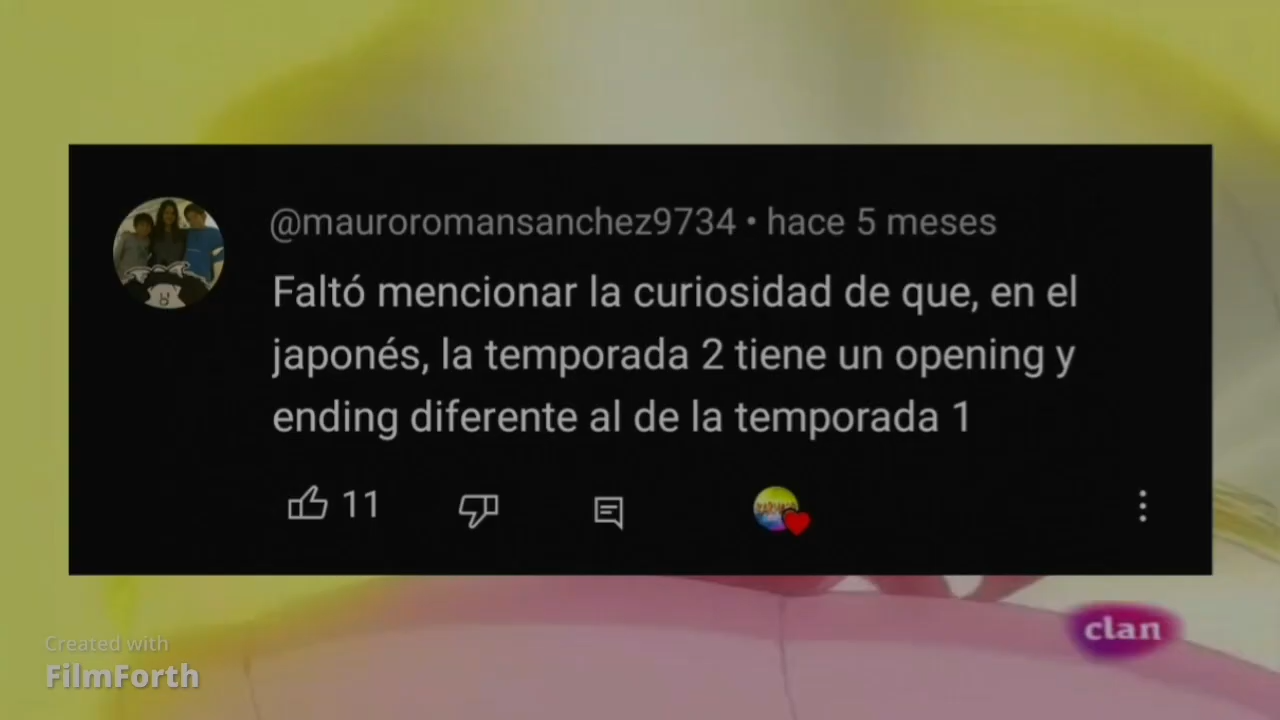 @mauroromansanchez9734 • hace 5 meses
Faltó mencionar la curiosidad de que, en el
japonés, la temporada 2 tiene un opening y
ending diferente al de la temporada 1
11
clan
Created with
FilmForth